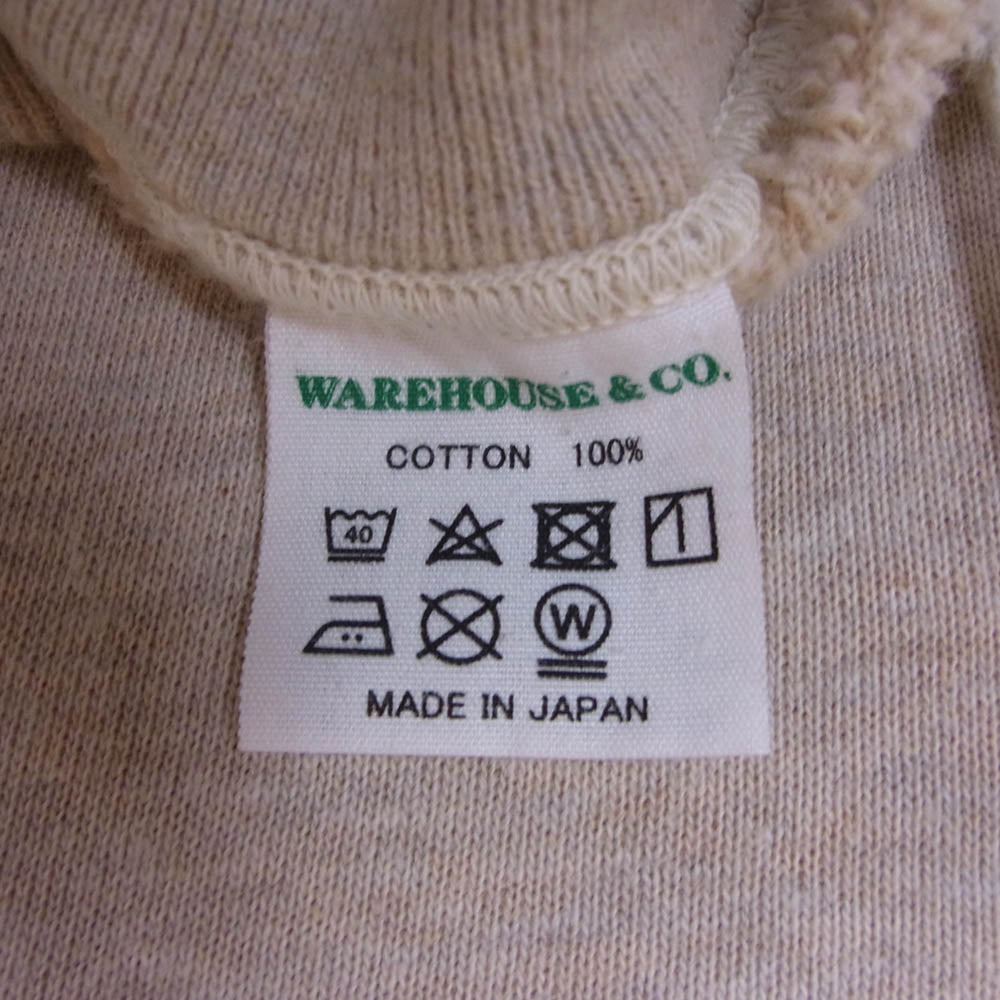 WAREHOUSE & CO.
COTTON 100%
40
W
MADE IN JAPAN